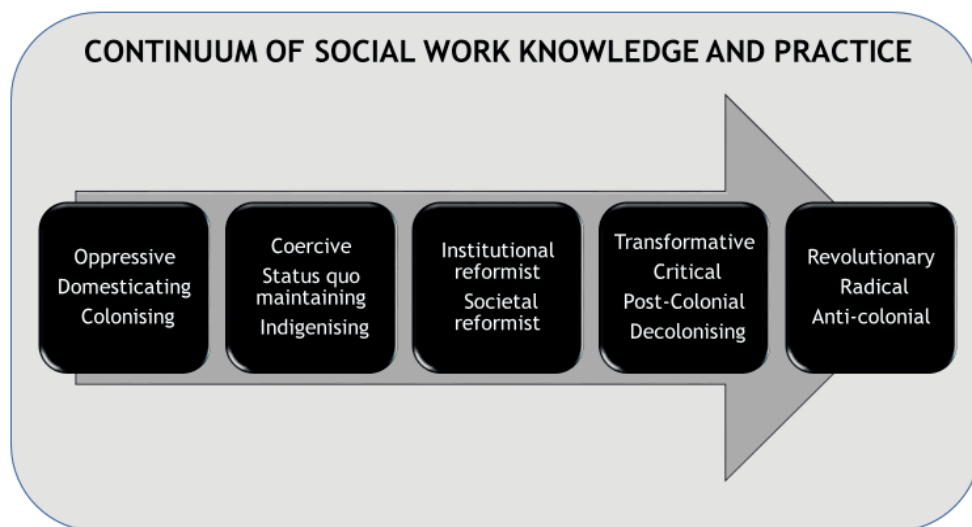 CONTINUUM OF SOCIAL WORK KNOWLEDGE AND PRACTICE
Oppressive
Domesticating
Colonising
Coercive
Status quo
maintaining
Indigenising
Institutional
reformist
Societal
reformist
Transformative
Critical
Post-Colonial
Decolonising
Revolutionary
Radical
Anti-colonial